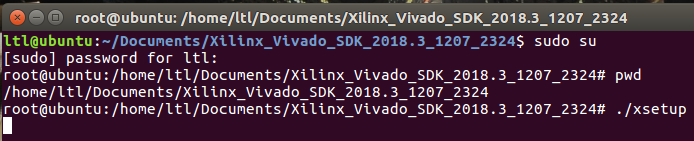 root@ubuntu: /home/ltl/Documents/Xilinx_Vivado_SDK_2018.3_1207_2324
ltl@ubuntu:~/Documents/Xilinx_Vivado_SDK_2018.3_1207_2324$ sudo su
[sudo] password for ltl:
root@ubuntu:/home/ltl/Documents/Xilinx_Vivado_SDK_2018.3_1207_2324# pwd
/home/ltl/Documents/Xilinx_Vivado_SDK_2018.3_1207_2324
root@ubuntu:/home/ltl/Documents/Xilinx_Vivado_SDK_2018.3_1207_2324# ./xsetup